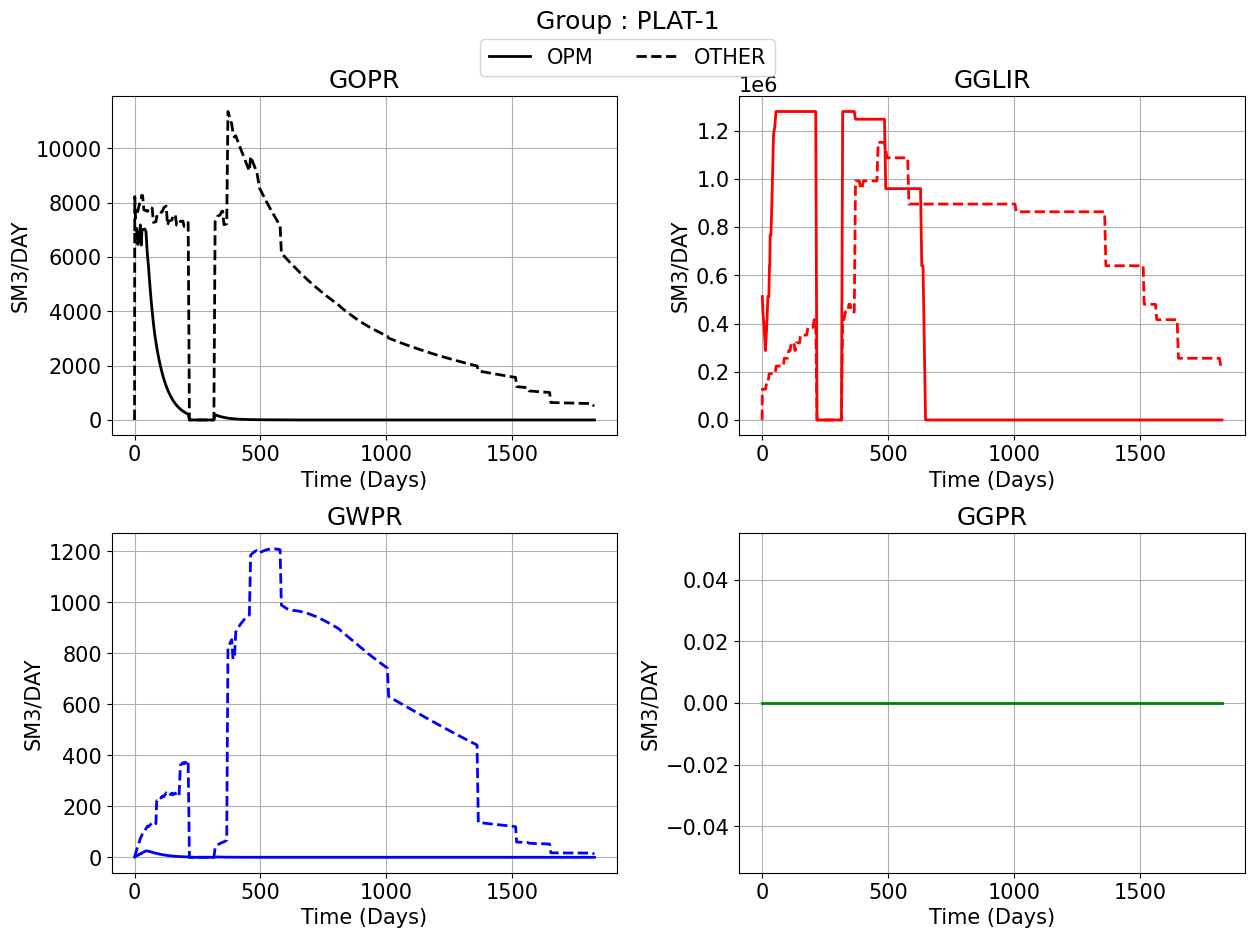 Group : PLAT-1
OPM OTHER
GOPR
SM3/DAY
10000
8000
6000
4000
2000
0
0 500 1000 1500
Time (Days)
GGLIR
1e6
SM3/DAY
1.2
1.0
0.8
0.6
0.4
0.2
0.0
0 500 1000 1500
Time (Days)
GWPR
SM3/DAY
1200
1000
800
600
400
200
0
0 500 1000 1500
Time (Days)
GGPR
SM3/DAY
0.04
0.02
0.00
−0.02
−0.04
0 500 1000 1500
Time (Days)